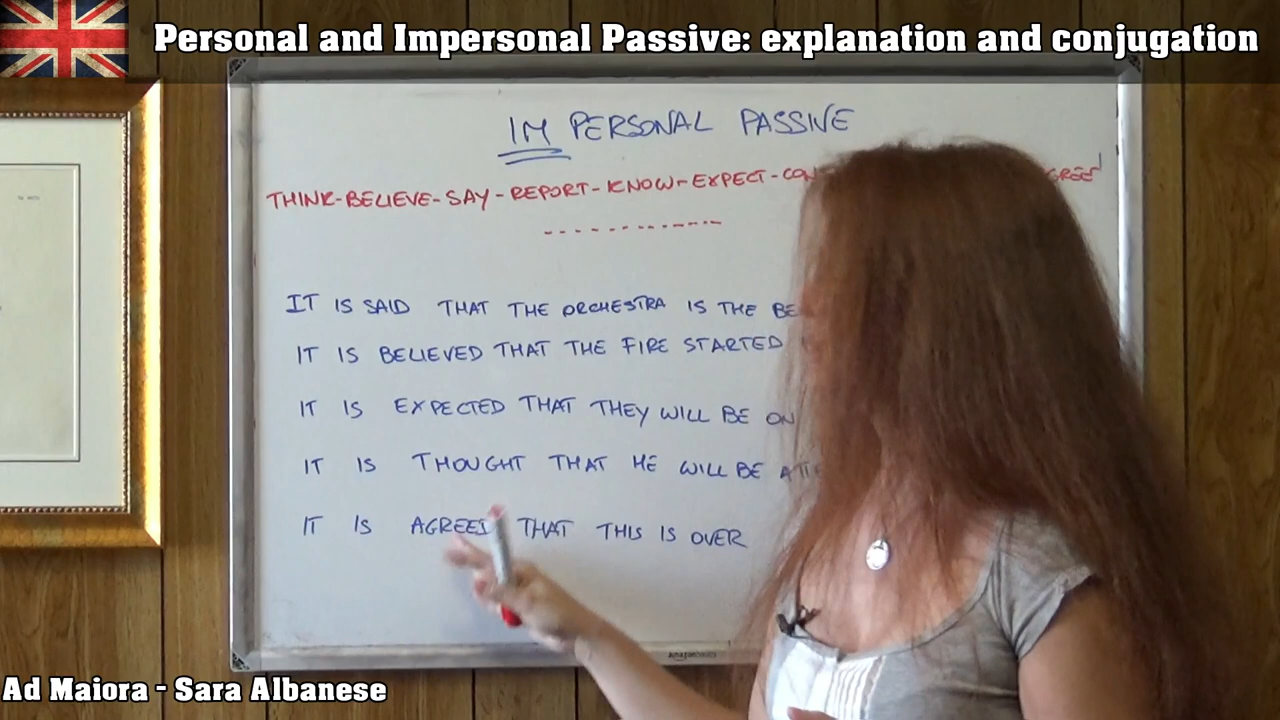 Personal and Impersonal Passive: explanation and conjugation
IMPERSONAL PASSIVE
THINK-BELIEVE-SAY-REPORT-KNOW-EXPECT-
IT IS SAID THAT THE ORCHESTRA IS THE
IT IS BELIEVED THAT THE FIRE STARTED
IT IS EXPECTED THAT THEY WILL BE
IT IS THOUGHT THAT HE WILL BE
IT IS AGREED THAT THIS IS OVER
Ad Maiora - Sara Albanese